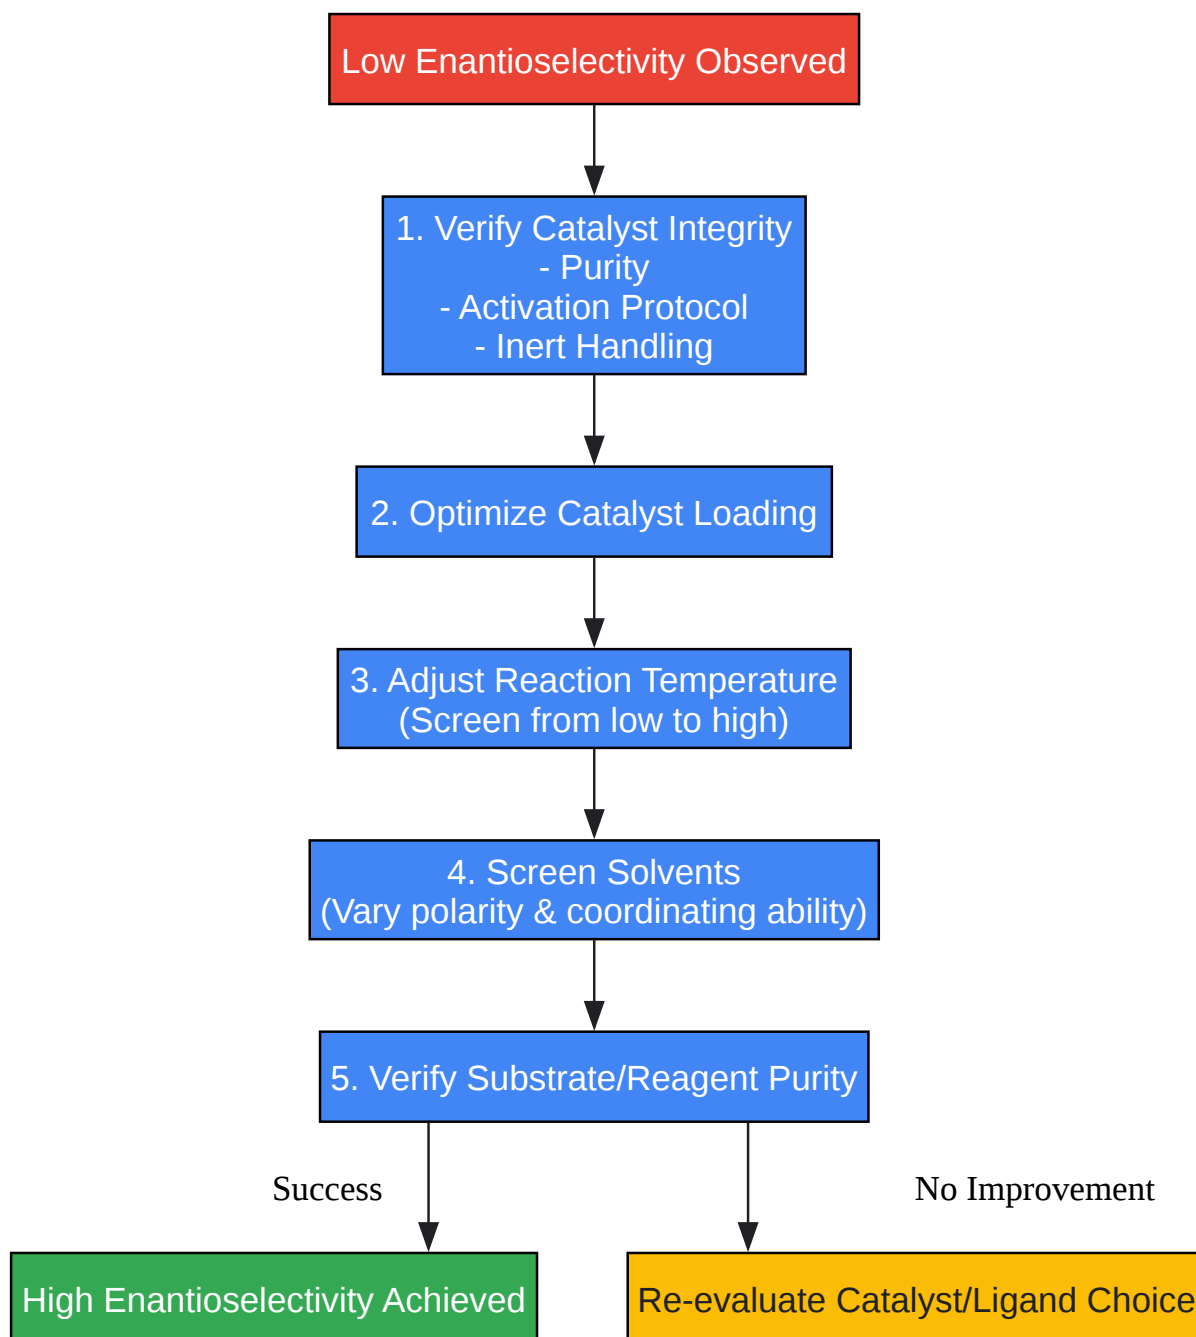 Low Enantioselectivity Observed
1. Verify Catalyst Integrity
- Purity
- Activation Protocol
- Inert Handling
2. Optimize Catalyst Loading
3. Adjust Reaction Temperature
(Screen from low to high)
4. Screen Solvents
(Vary polarity & coordinating ability)
5. Verify Substrate/Reagent Purity
Success
No Improvement
High Enantioselectivity Achieved
Re-evaluate Catalyst/Ligand Choice